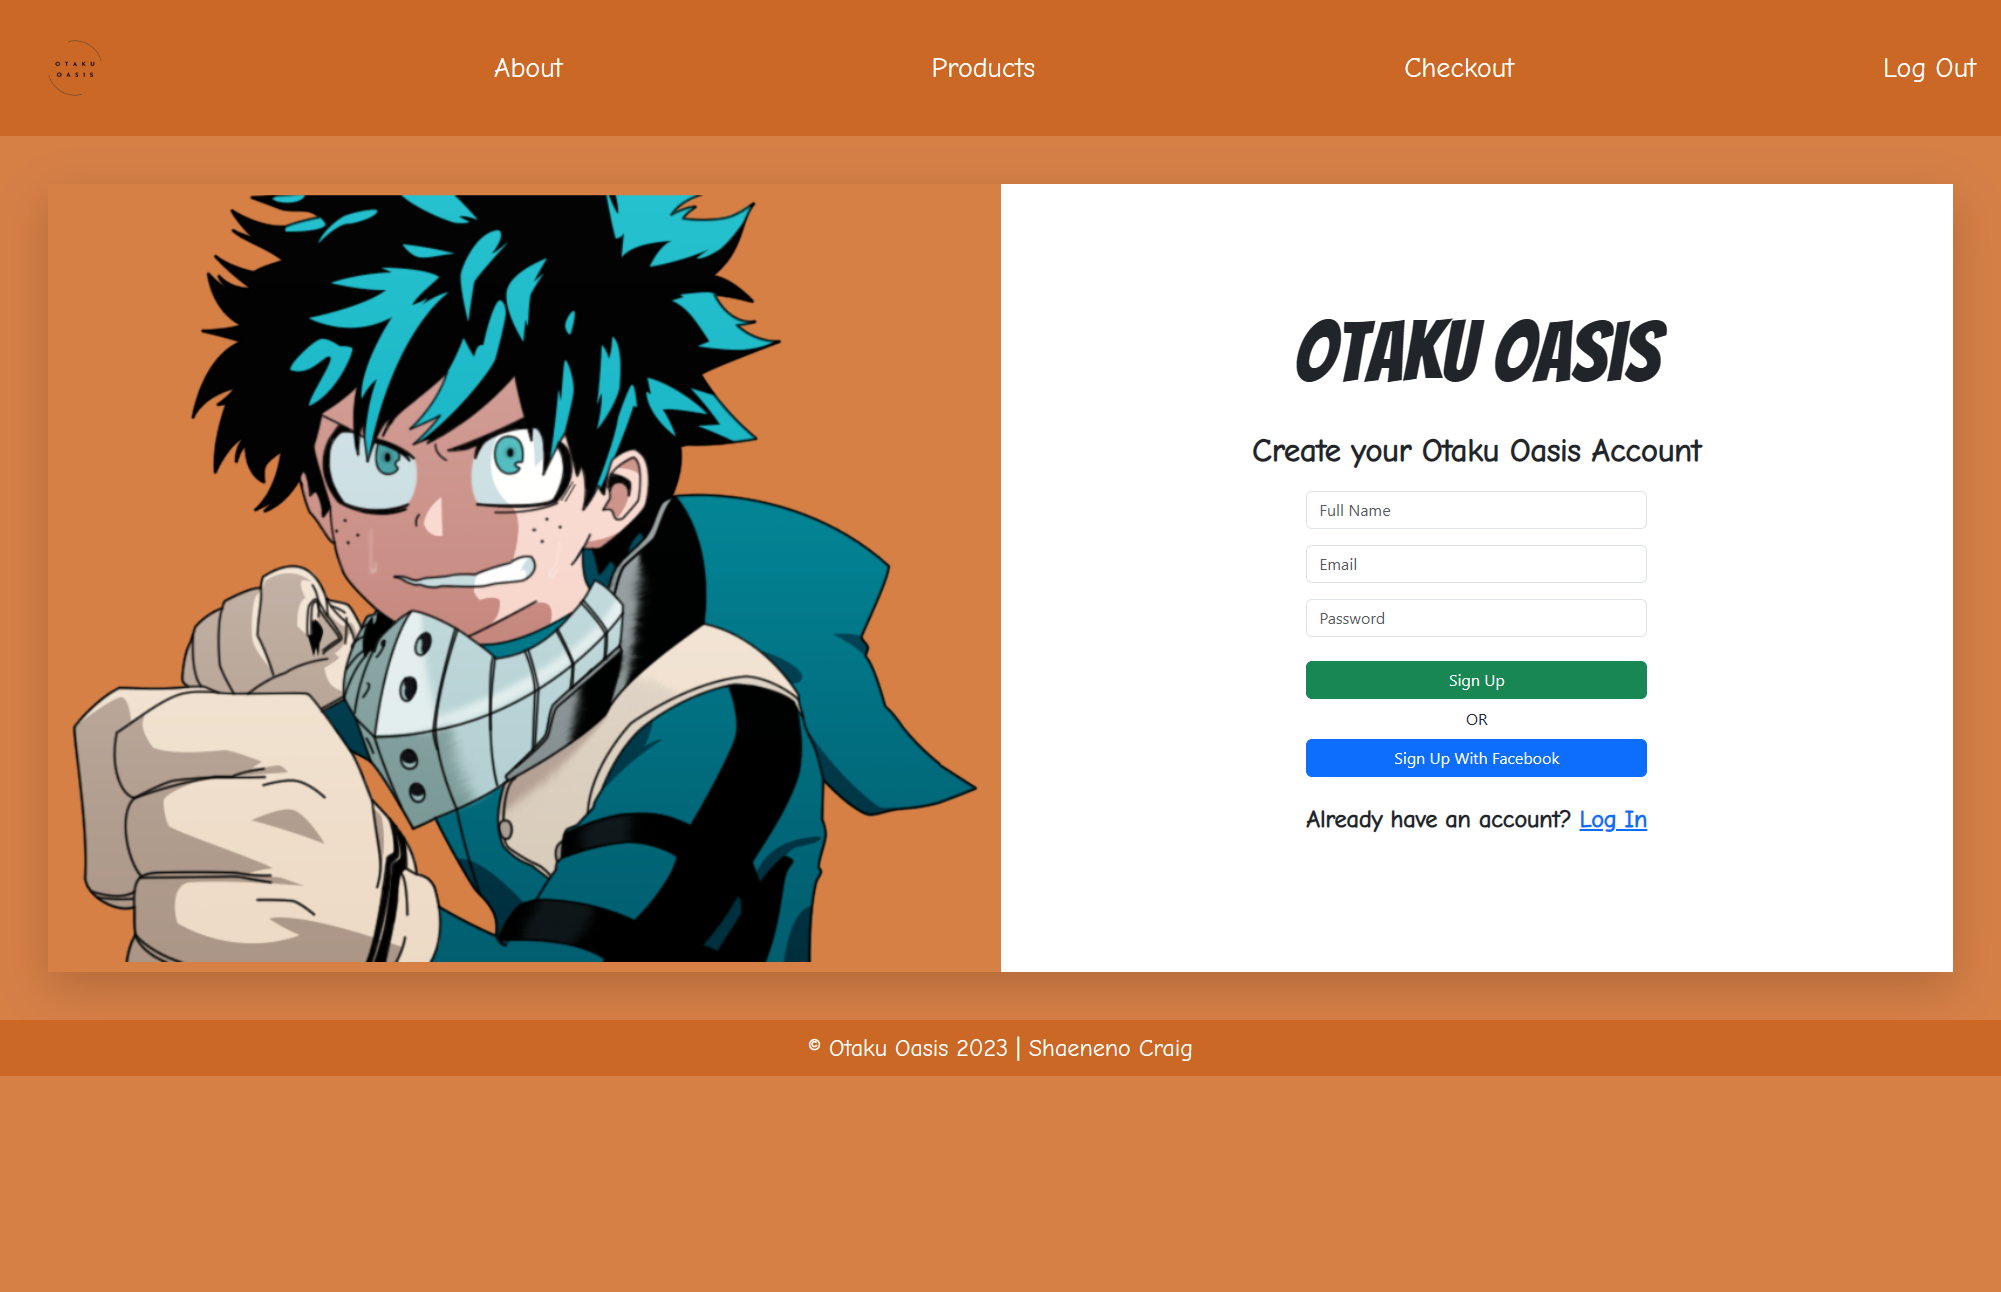 OTAKU
OASIS
About
Products
Checkout
Log Out
OTAKU OASIS
Create your Otaku Oasis Account
Full Name
Email
Password
Sign Up
OR
Sign Up With Facebook
Already have an account? Log In
© Otaku Oasis 2023 | Shaeneno Craig